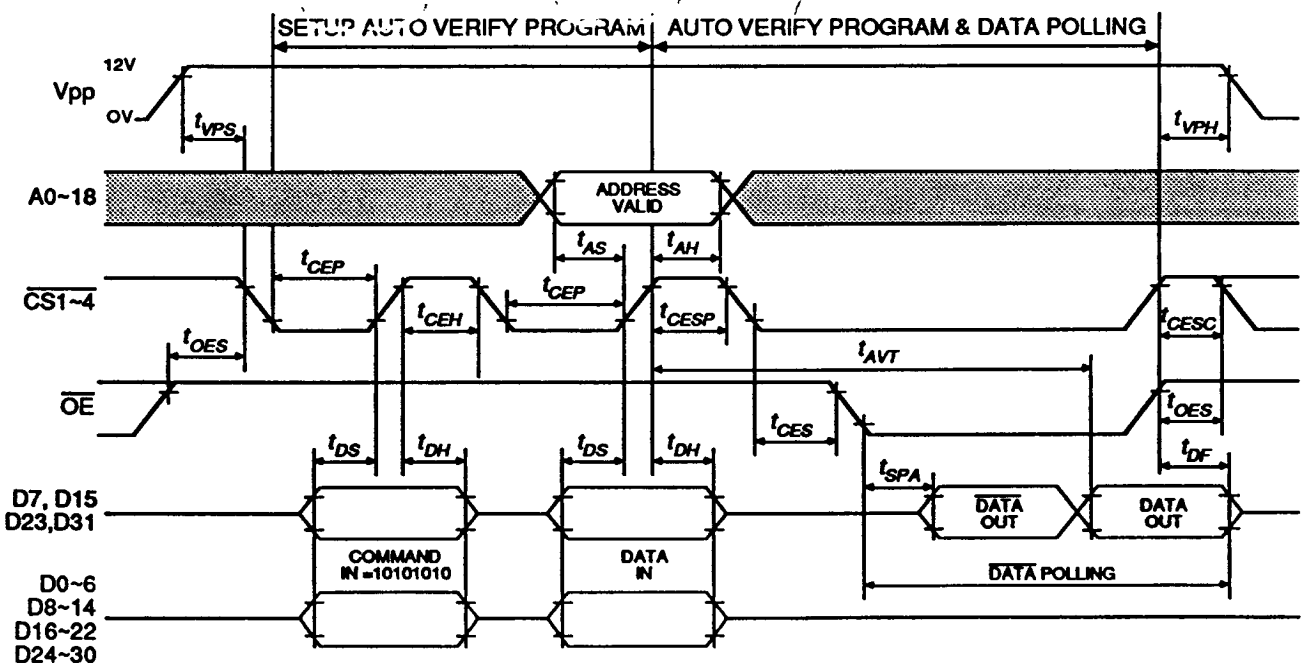 SETUP AUTO VERIFY PROGRAM
AUTO VERIFY PROGRAM & DATA POLLING
Vpp
12V
0V
tVPS
tVPH
A0~18
ADDRESS
VALID
tAS
tAH
CS1~4
tCEP
tCEH
tCEP
tCESP
tCESC
tOES
tAVT
OE
tCES
tOES
tDS
tDH
tDS
tDH
tSPA
tDF
D7, D15
D23,D31
DATA
OUT
DATA
OUT
COMMAND
IN =10101010
DATA
IN
DATA POLLING
D0~6
D8~14
D16~22
D24~30